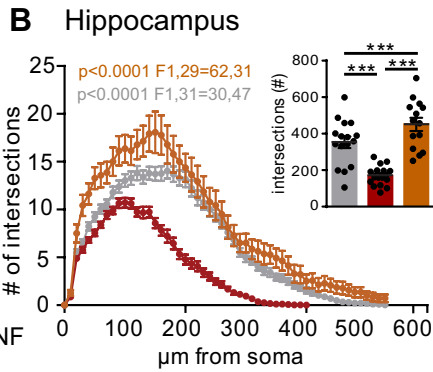 B Hippocampus
p<0.0001 F1,29=62,31
p<0.0001 F1,31=30,47
# of intersections
25
20
15
10
5
0
0 100 200 300 400 500 600
µm from soma
NF
intersections (#)
800
600
400
200
0
***
*** ***